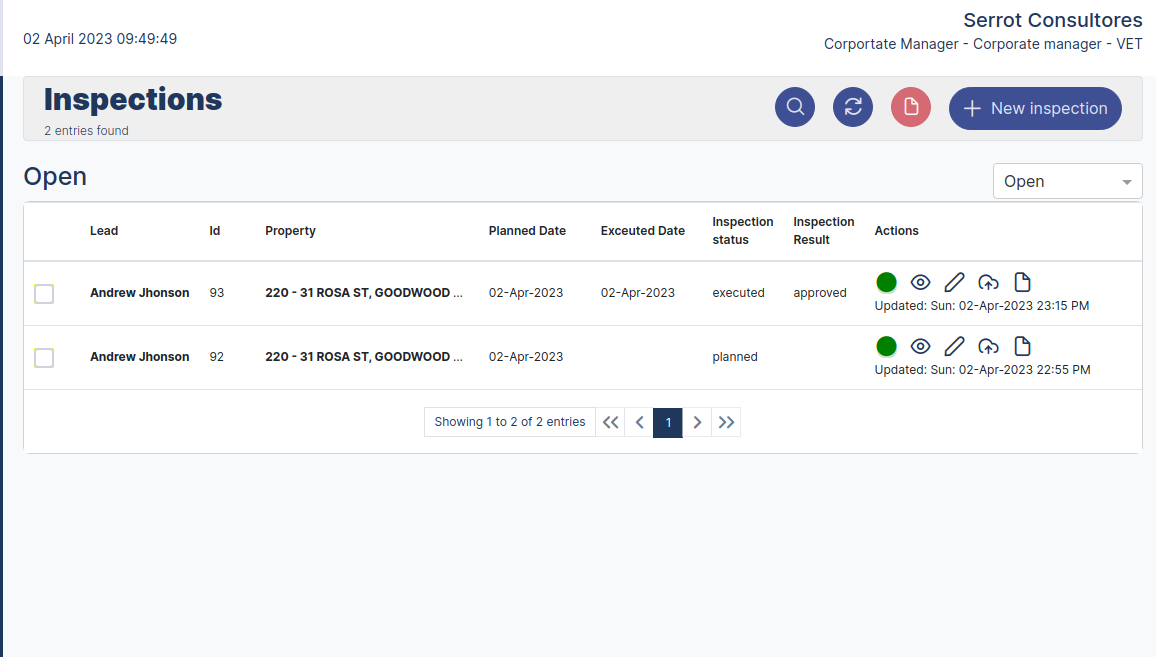 Serrot Consultores
02 April 2023 09:49:49
Corportate Manager - Corporate manager - VET
Inspections
2 entries found
New inspection
Open
Open
Lead Id Property Planned Date Exceuted Date Inspection status Inspection Result Actions
Andrew Jhonson 93 220 - 31 ROSA ST, GOODWOOD ... 02-Apr-2023 02-Apr-2023 executed approved
Updated: Sun: 02-Apr-2023 23:15 PM
Andrew Jhonson 92 220 - 31 ROSA ST, GOODWOOD ... 02-Apr-2023 planned
Updated: Sun: 02-Apr-2023 22:55 PM
Showing 1 to 2 of 2 entries 1